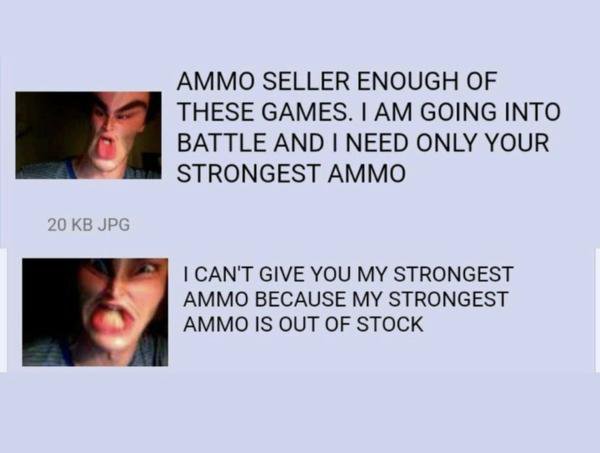 AMMO SELLER ENOUGH OF
THESE GAMES. I AM GOING INTO
BATTLE AND I NEED ONLY YOUR
STRONGEST AMMO
20 KB JPG
I CAN'T GIVE YOU MY STRONGEST
AMMO BECAUSE MY STRONGEST
AMMO IS OUT OF STOCK